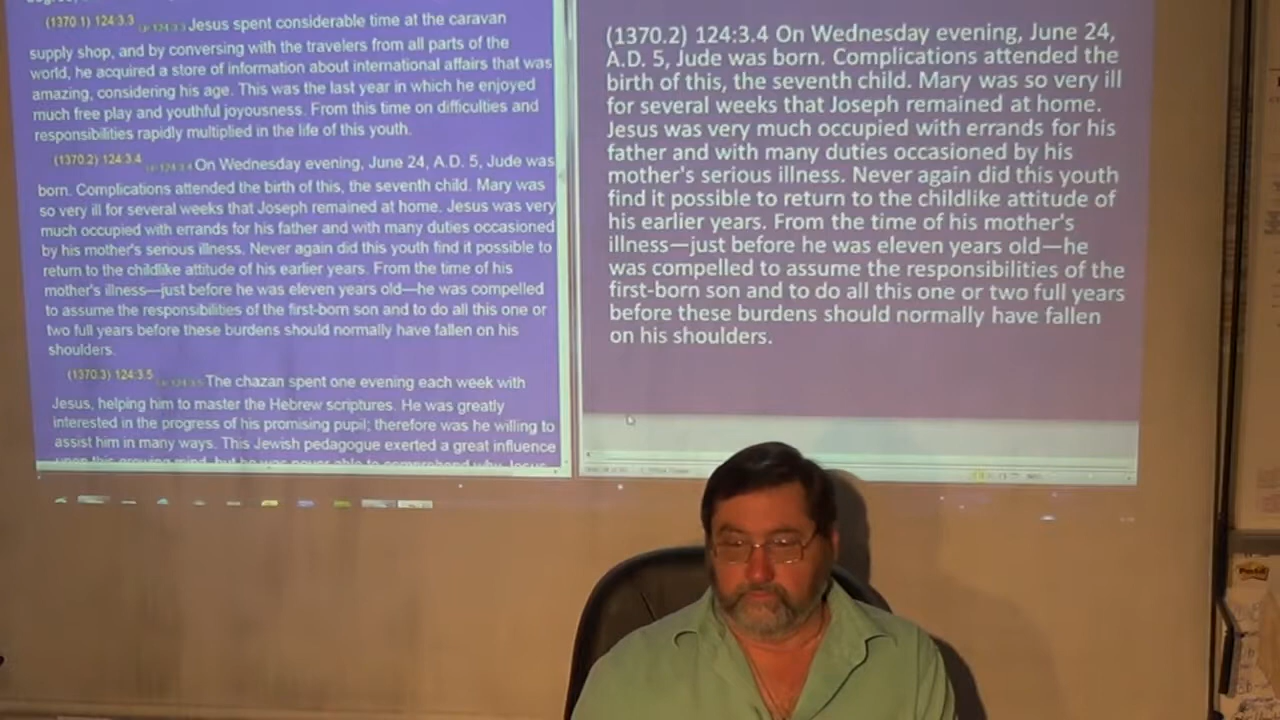 (1370.1) 124:3.3 Jesus spent considerable time at the caravan
supply shop, and by conversing with the travelers from all parts of the
world, he acquired a store of information about international affairs that was
amazing, considering his age. This was the last year in which he enjoyed
much free play and youthful joyousness. From this time on difficulties and
responsibilities rapidly multiplied in the life of this youth.
(1370.2) 124:3.4 On Wednesday evening, June 24, A.D. 5, Jude was
born. Complications attended the birth of this, the seventh child. Mary was
so very ill for several weeks that Joseph remained at home. Jesus was very
much occupied with errands for his father and with many duties occasioned
by his mother's serious illness. Never again did this youth find it possible to
return to the childlike attitude of his earlier years. From the time of his
mother's illness—just before he was eleven years old—he was compelled
to assume the responsibilities of the first-born son and to do all this one or
two full years before these burdens should normally have fallen on his
shoulders.
(1370.3) 124:3.5 The chazan spent one evening each week with
Jesus, helping him to master the Hebrew scriptures. He was greatly
interested in the progress of his promising pupil; therefore was he willing to
assist him in many ways. This Jewish pedagogue exerted a great influence
upon this growing mind, but he was never able to comprehend why Jesus
(1370.2) 124:3.4 On Wednesday evening, June 24,
A.D. 5, Jude was born. Complications attended the
birth of this, the seventh child. Mary was so very ill
for several weeks that Joseph remained at home.
Jesus was very much occupied with errands for his
father and with many duties occasioned by his
mother's serious illness. Never again did this youth
find it possible to return to the childlike attitude of
his earlier years. From the time of his mother's
illness—just before he was eleven years old—he
was compelled to assume the responsibilities of the
first-born son and to do all this one or two full years
before these burdens should normally have fallen
on his shoulders.
Post-it